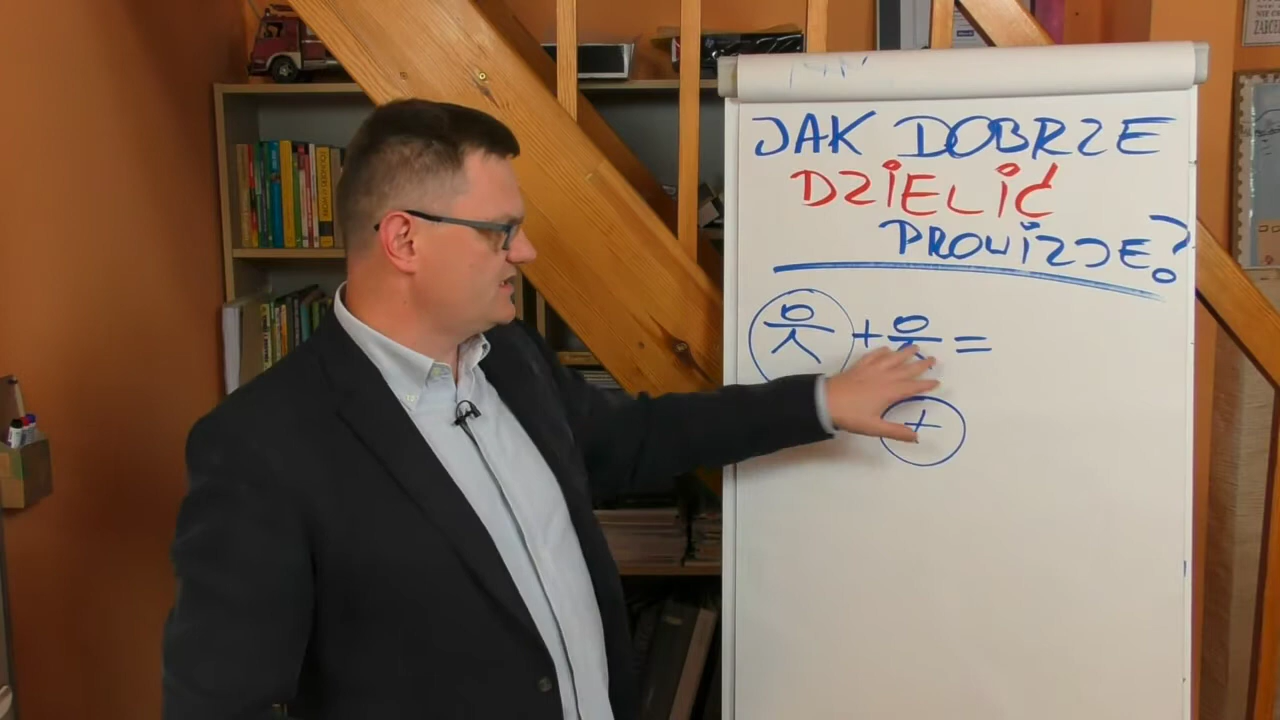 JAK DOBRZE
DZIELIĆ
PROWIZJE?
+ =
+